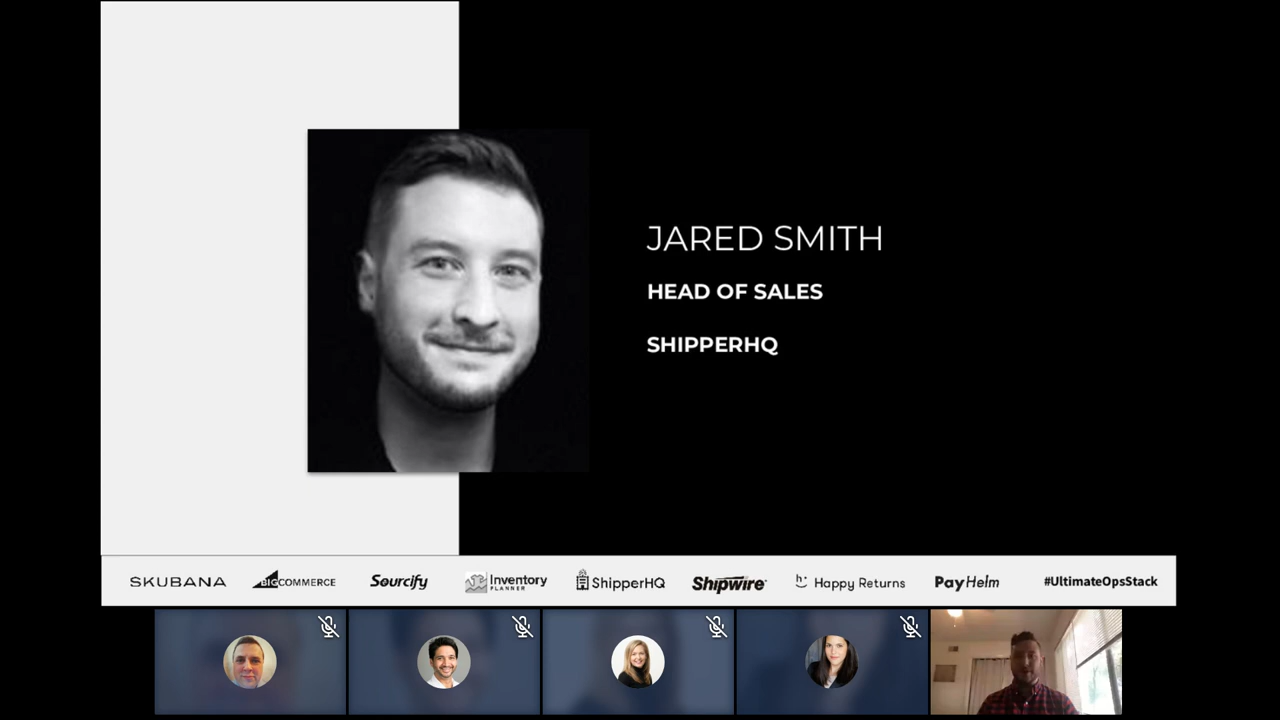 JARED SMITH
HEAD OF SALES
SHIPPERHQ
SKUBANA BIGCOMMERCE Sourcify Inventory PLANNER ShipperHQ Shipwire Happy Returns PayHelm #UltimateOpsStack